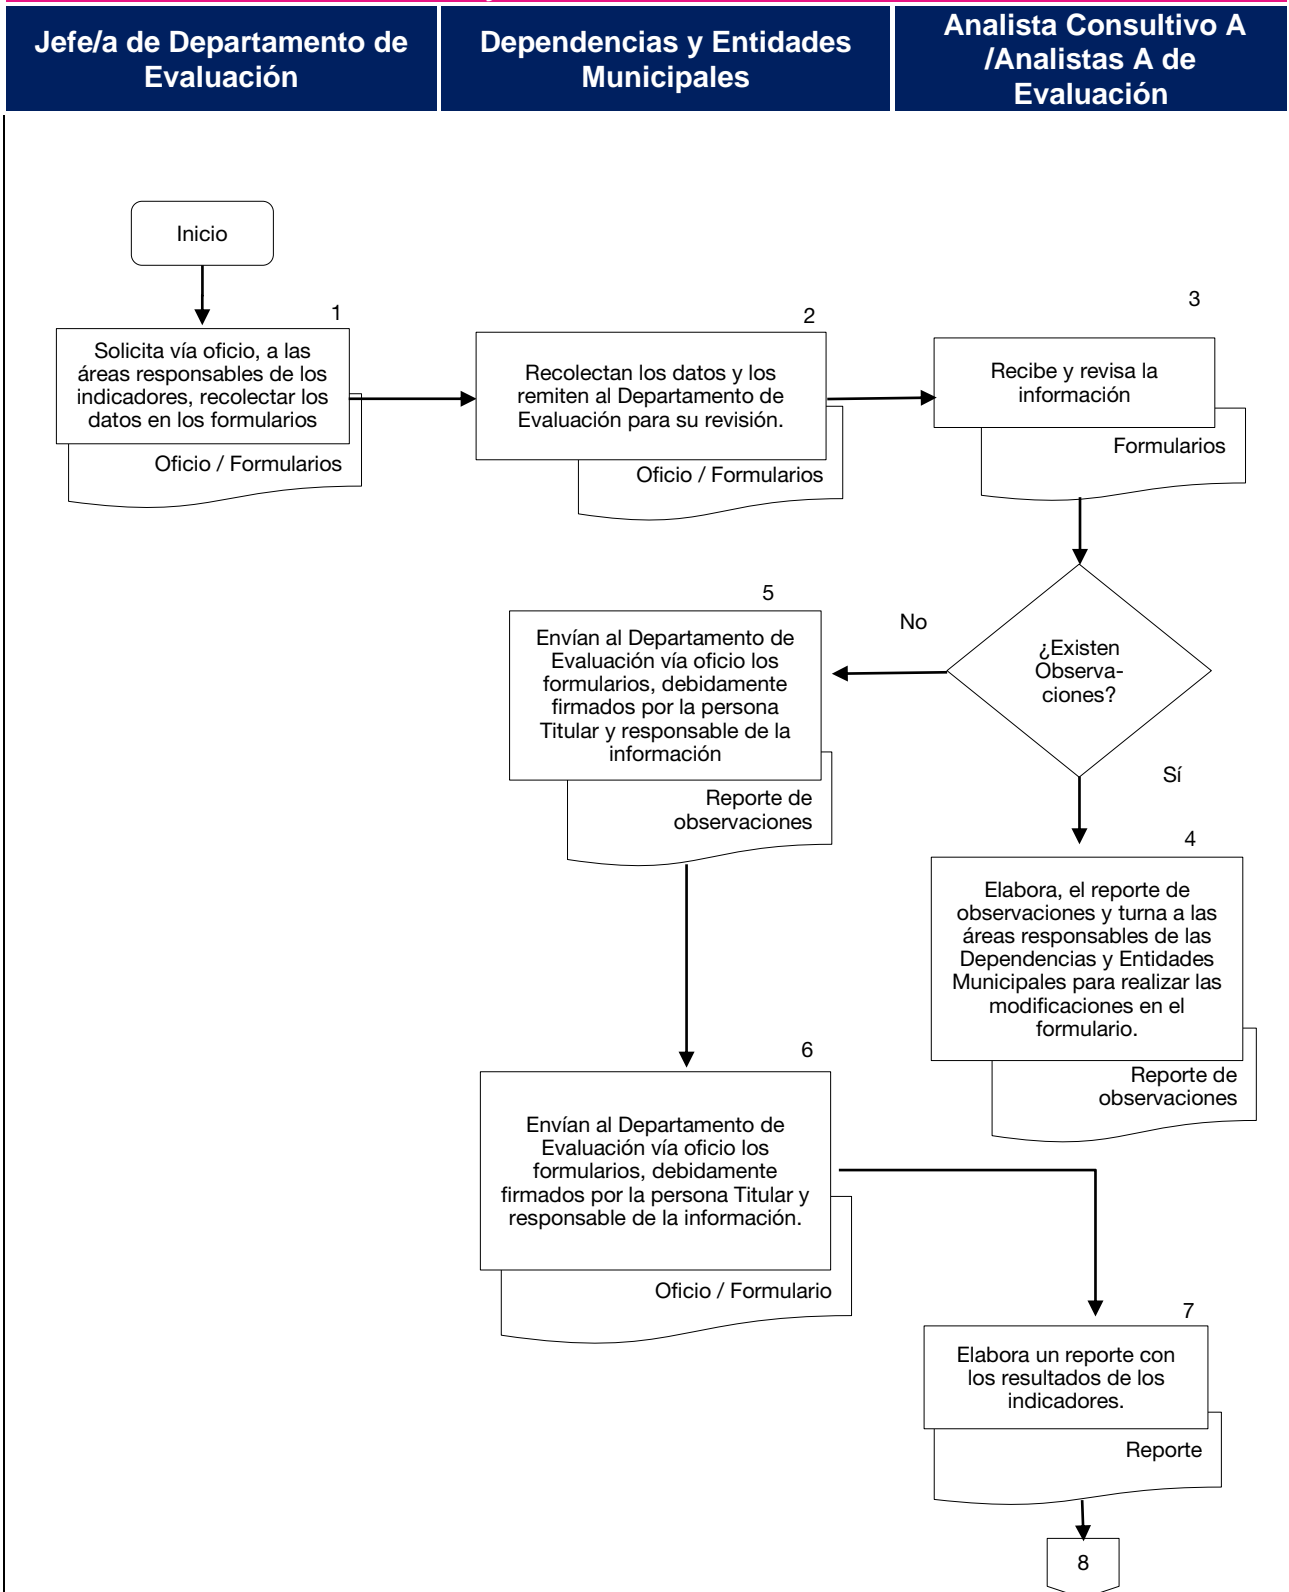 Jefe/a de Departamento de
Evaluación
Dependencias y Entidades
Municipales
Analista Consultivo A
/Analistas A de
Evaluación
Inicio
1
Solicita vía oficio, a las
áreas responsables de los
indicadores, recolectar los
datos en los formularios
Oficio / Formularios
2
Recolectan los datos y los
remiten al Departamento de
Evaluación para su revisión.
Oficio / Formularios
3
Recibe y revisa la
información
Formularios
¿Existen
Observa-
ciones?
No
Sí
5
Envían al Departamento de
Evaluación vía oficio los
formularios, debidamente
firmados por la persona
Titular y responsable de la
información
Reporte de
observaciones
4
Elabora, el reporte de
observaciones y turna a las
áreas responsables de las
Dependencias y Entidades
Municipales para realizar las
modificaciones en el
formulario.
Reporte de
observaciones
6
Envían al Departamento de
Evaluación vía oficio los
formularios, debidamente
firmados por la persona Titular y
responsable de la información.
Oficio / Formulario
7
Elabora un reporte con
los resultados de los
indicadores.
Reporte
8